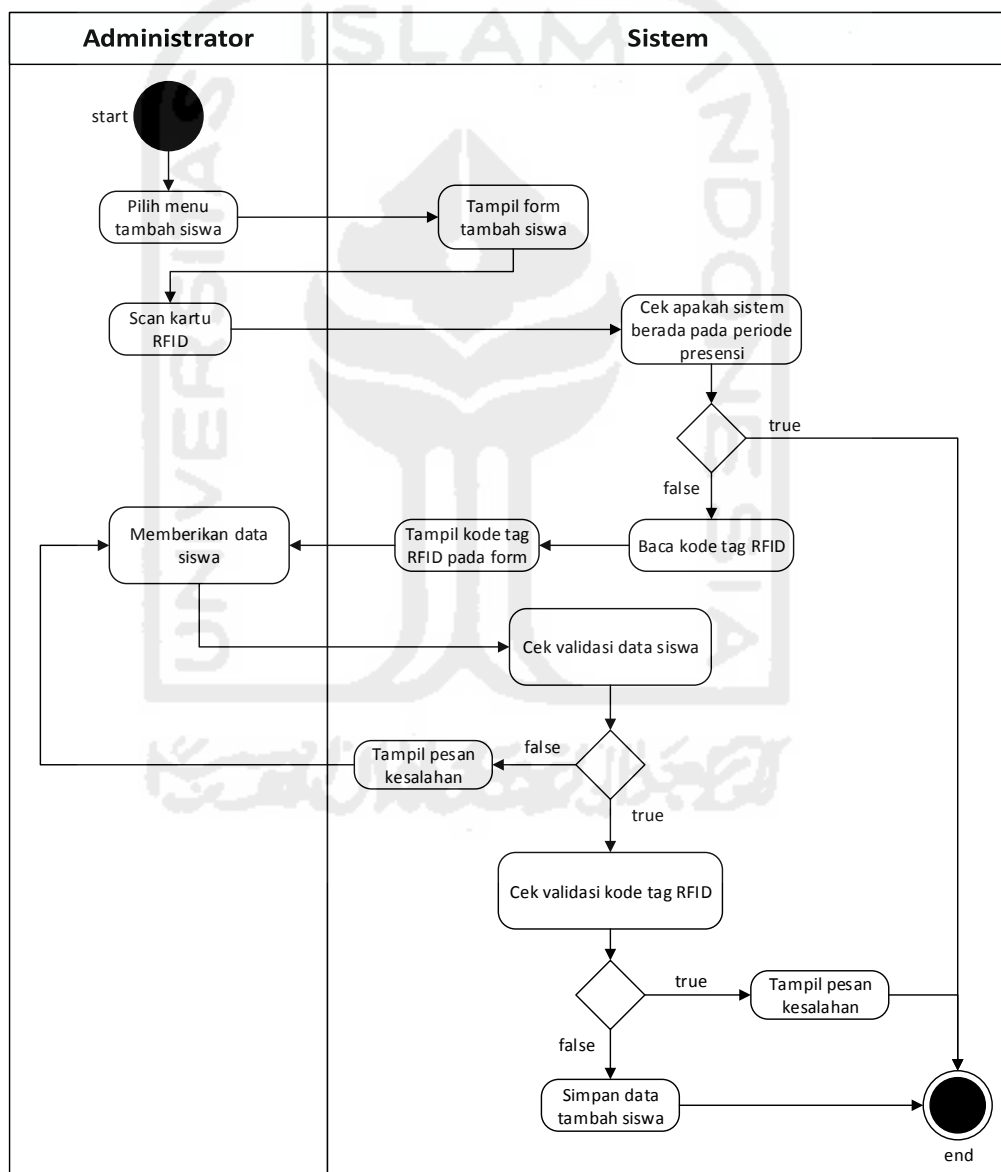 Administrator
Sistem
start
Pilih menu
tambah siswa
Tampil form
tambah siswa
Scan kartu
RFID
Cek apakah sistem
berada pada periode
presensi
true
false
Memberikan data
siswa
Tampil kode tag
RFID pada form
Baca kode tag RFID
Cek validasi data siswa
Tampil pesan
kesalahan
false
true
Cek validasi kode tag RFID
true
Tampil pesan
kesalahan
false
Simpan data
tambah siswa
end
UNIVERSITAS
ISLAM
INDONESIA